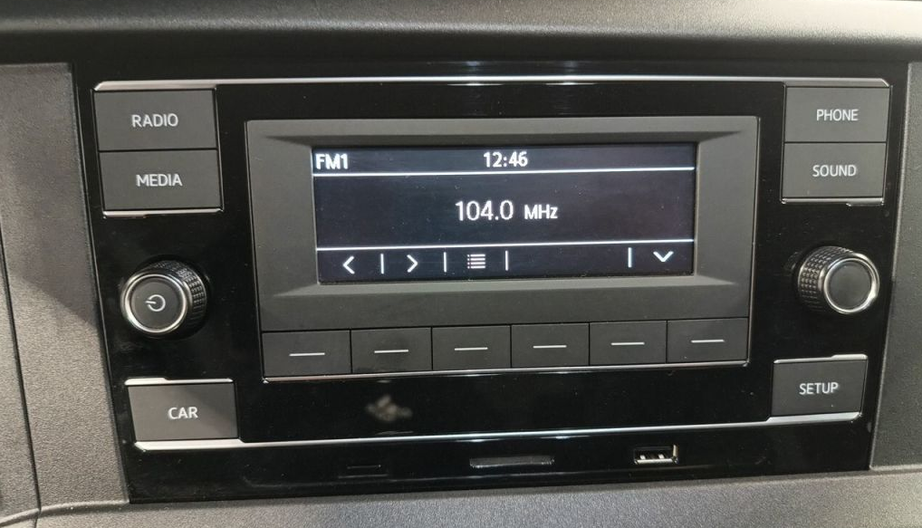 RADIO
PHONE
MEDIA
SOUND
FM1 12:46
104.0 MHz
CAR
SETUP